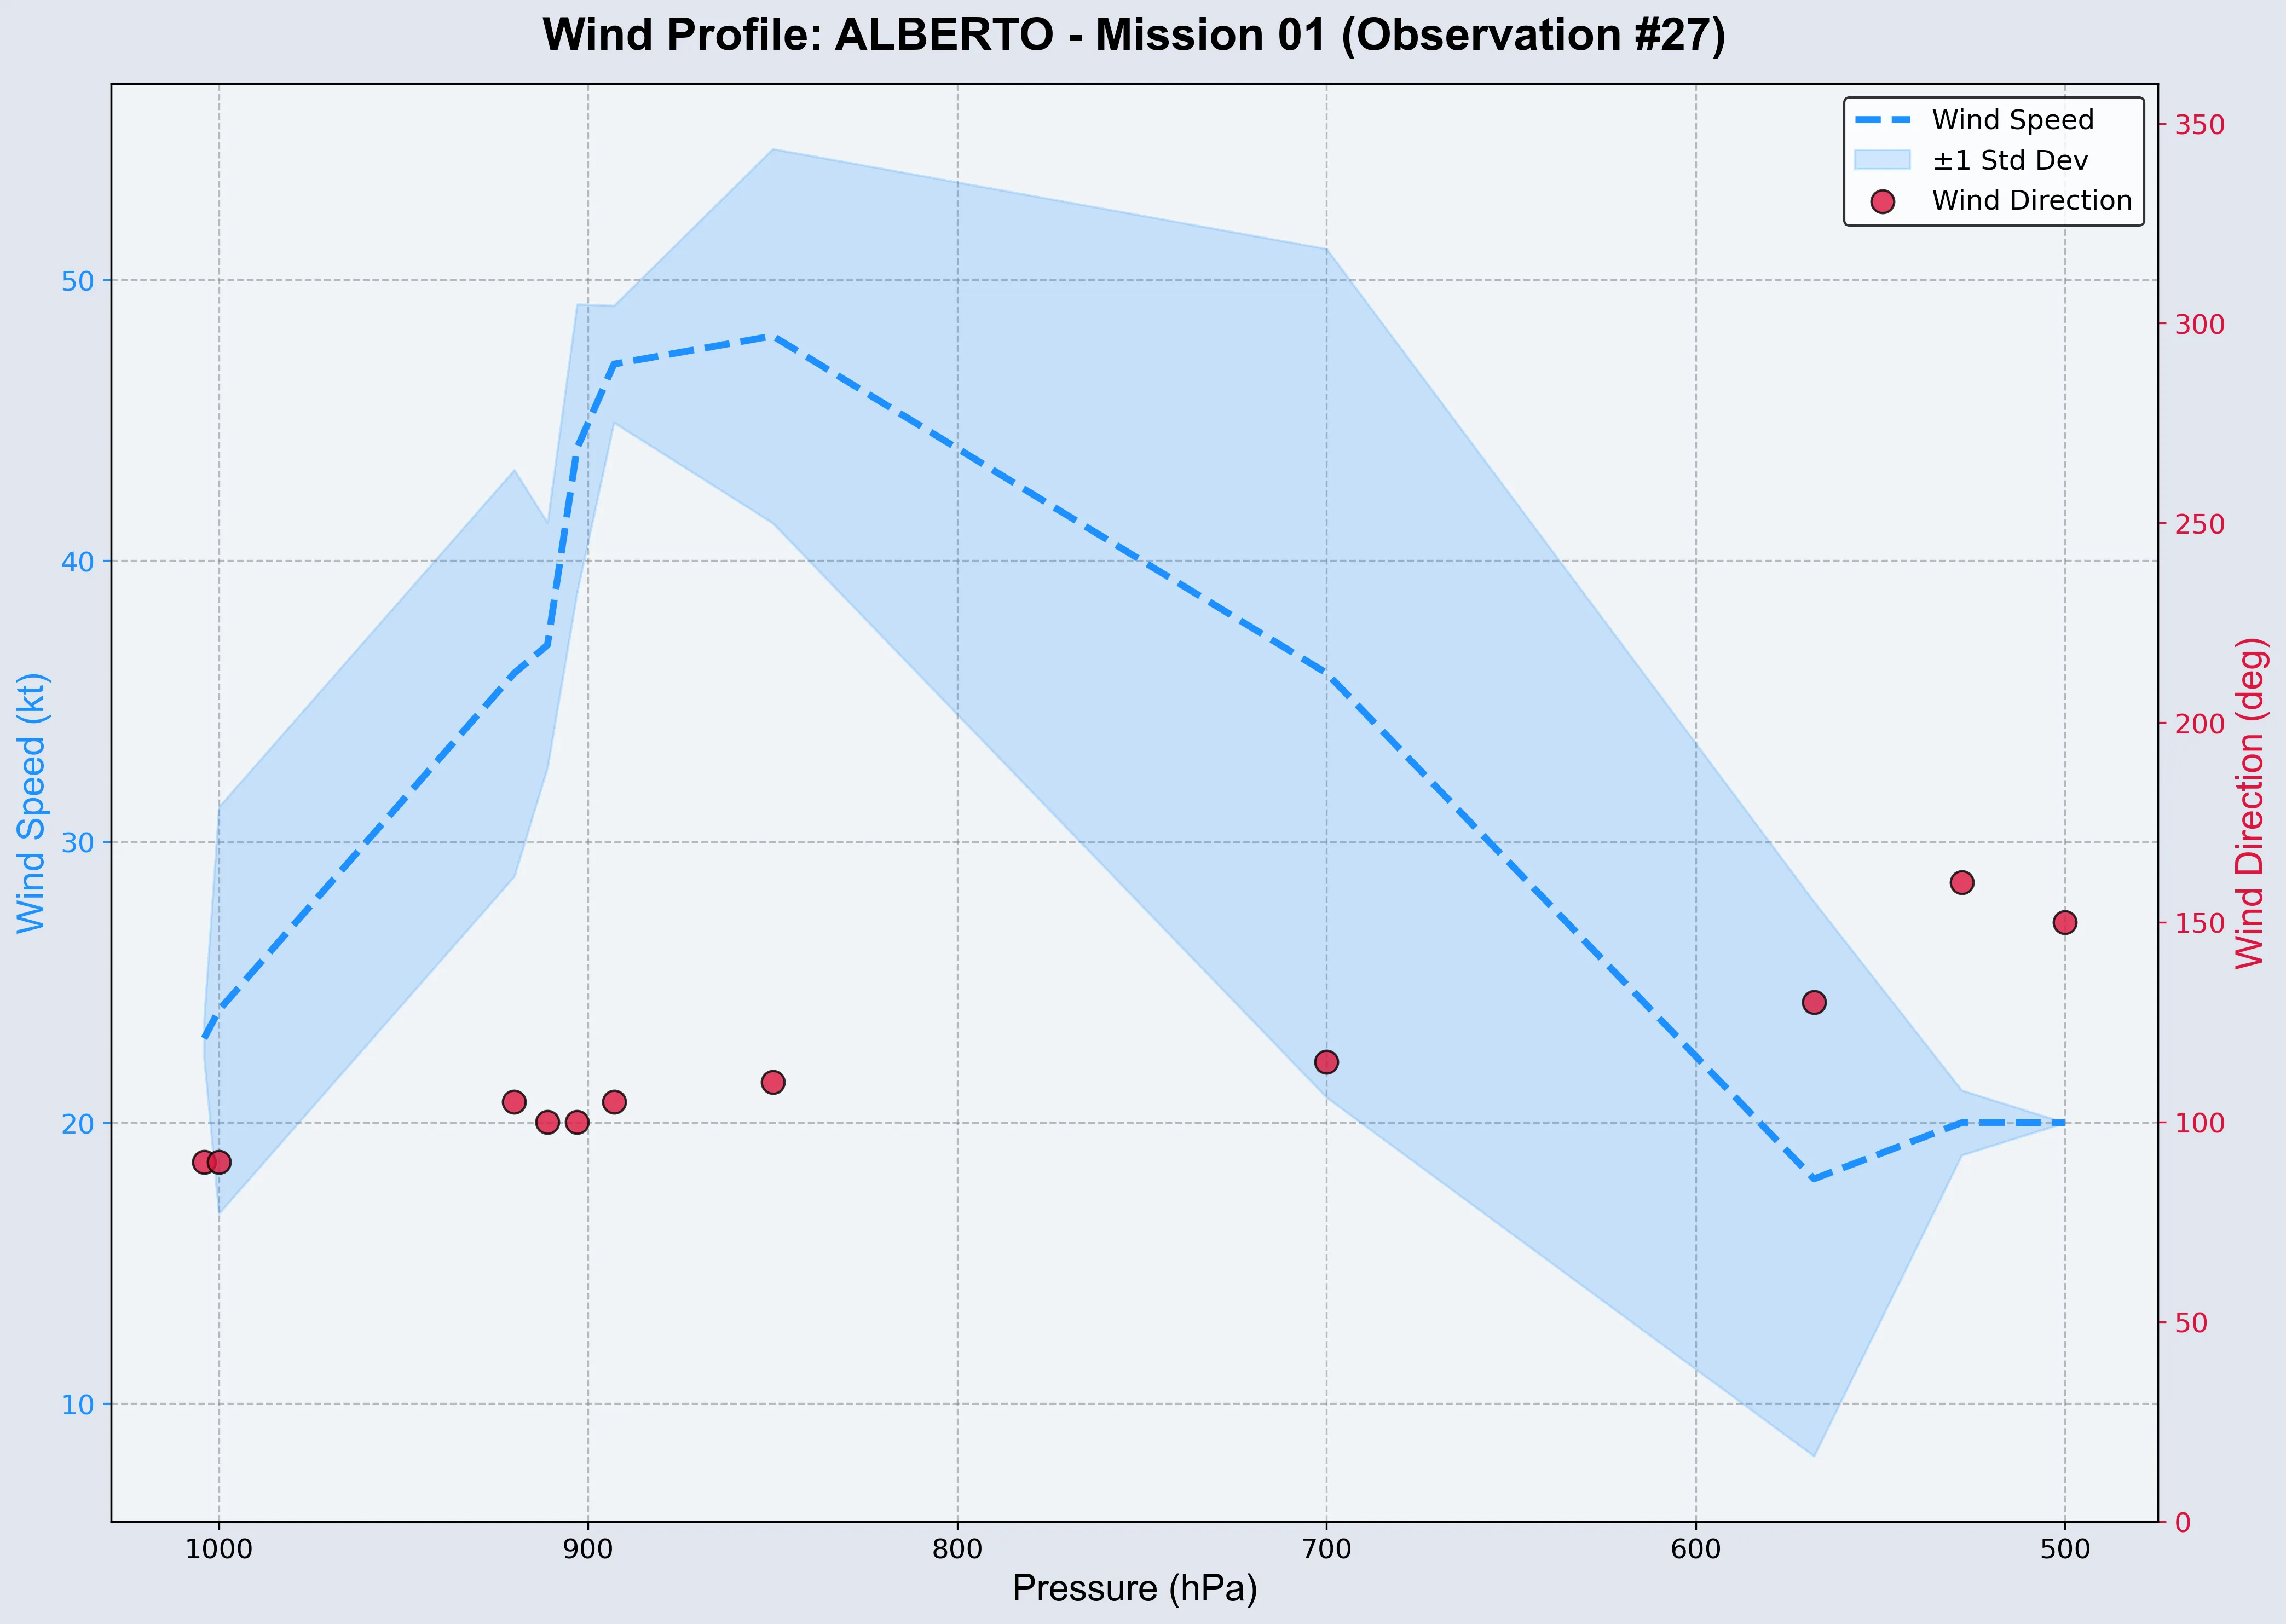 Wind Profile: ALBERTO - Mission 01 (Observation #27)
Wind Speed
±1 Std Dev
Wind Direction
Wind Speed (kt)
50
40
30
20
10
350
300
250
200
150
100
50
0
Wind Direction (deg)
1000 900 800 700 600 500
Pressure (hPa)